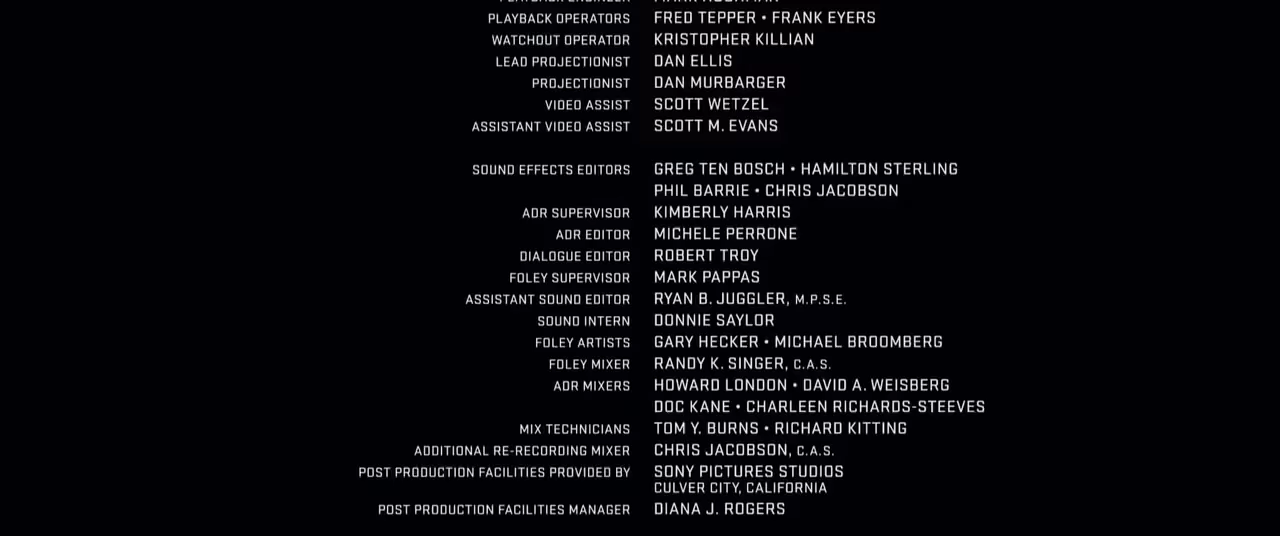 PLAYBACK OPERATORS FRED TEPPER • FRANK EYERS
WATCHOUT OPERATOR KRISTOPHER KILLIAN
LEAD PROJECTIONIST DAN ELLIS
PROJECTIONIST DAN MURBARGER
VIDEO ASSIST SCOTT WETZEL
ASSISTANT VIDEO ASSIST SCOTT M. EVANS
SOUND EFFECTS EDITORS GREG TEN BOSCH • HAMILTON STERLING
PHIL BARRIE • CHRIS JACOBSON
ADR SUPERVISOR KIMBERLY HARRIS
ADR EDITOR MICHELE PERRONE
DIALOGUE EDITOR ROBERT TROY
FOLEY SUPERVISOR MARK PAPPAS
ASSISTANT SOUND EDITOR RYAN B. JUGGLER, M.P.S.E.
SOUND INTERN DONNIE SAYLOR
FOLEY ARTISTS GARY HECKER • MICHAEL BROOMBERG
FOLEY MIXER RANDY K. SINGER, C.A.S.
ADR MIXERS HOWARD LONDON • DAVID A. WEISBERG
DOC KANE • CHARLEEN RICHARDS-STEEVES
MIX TECHNICIANS TOM Y. BURNS • RICHARD KITTING
ADDITIONAL RE-RECORDING MIXER CHRIS JACOBSON, C.A.S.
POST PRODUCTION FACILITIES PROVIDED BY SONY PICTURES STUDIOS
CULVER CITY, CALIFORNIA
POST PRODUCTION FACILITIES MANAGER DIANA J. ROGERS